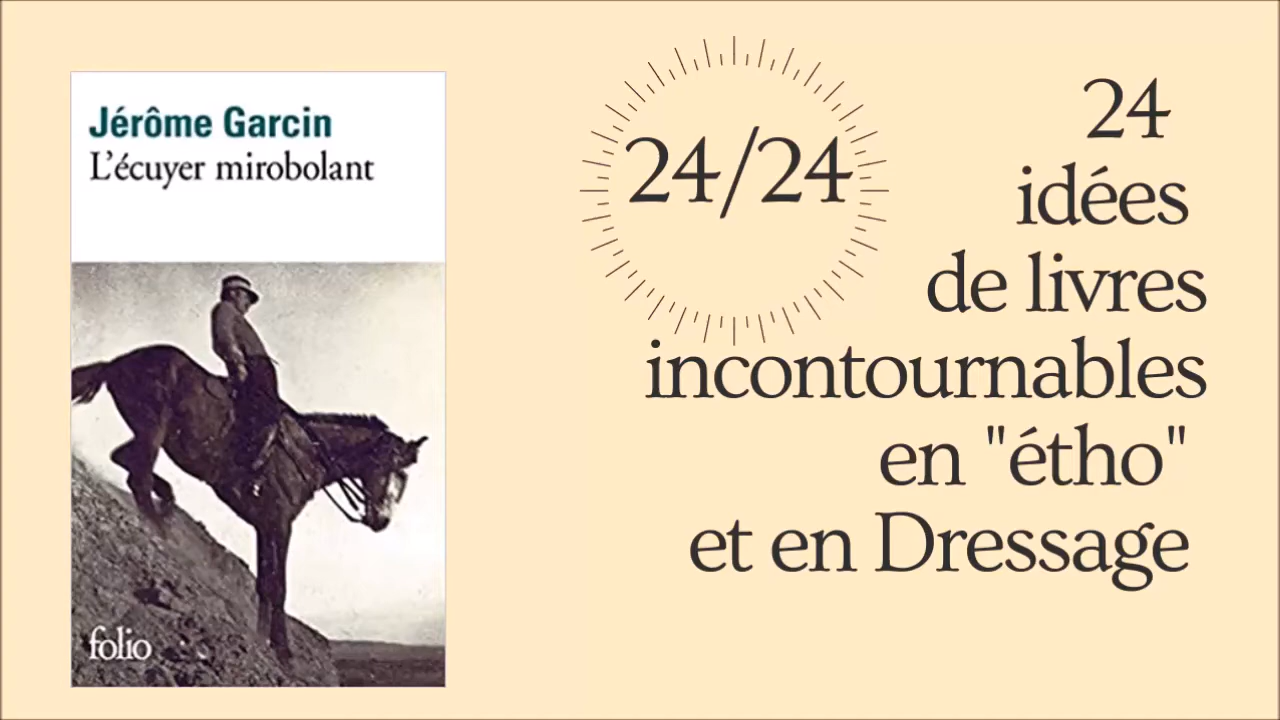 Jérôme Garcin
L'écuyer mirobolant
folio
24/24
24
idées
de livres
incontournables
en "étho"
et en Dressage